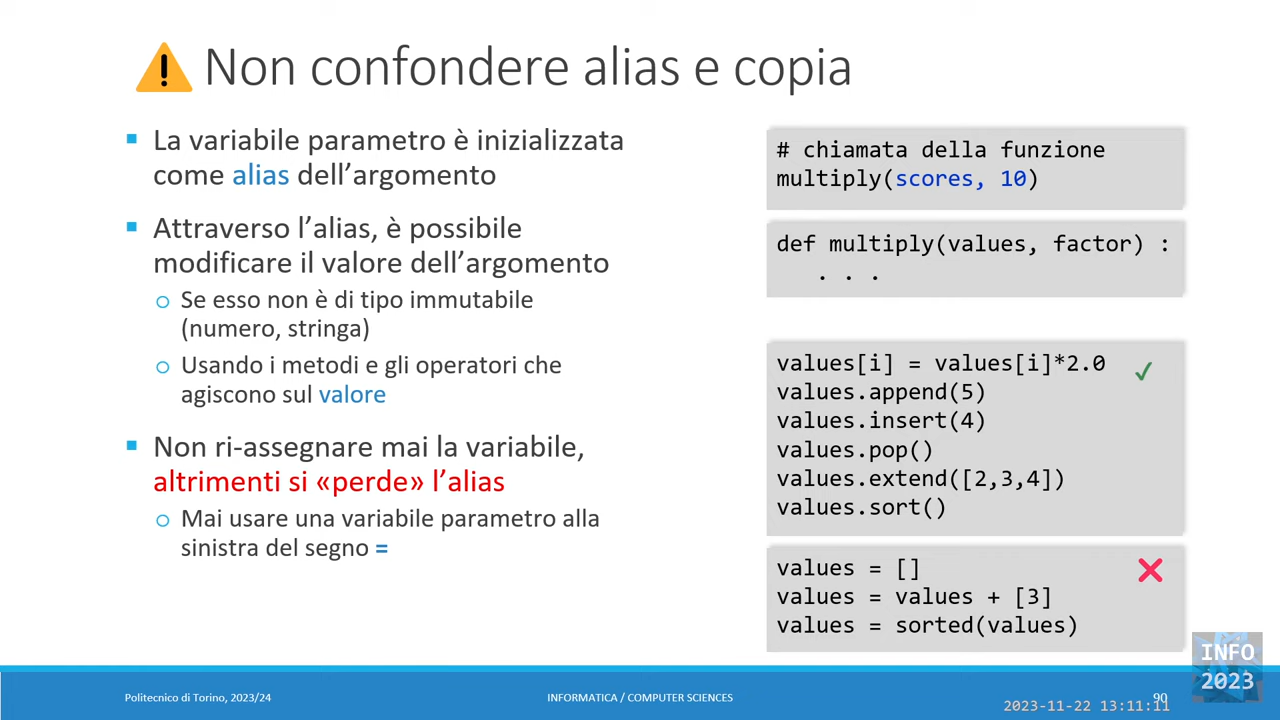 Non confondere alias e copia
La variabile parametro è inizializzata
come alias dell’argomento
Attraverso l’alias, è possibile
modificare il valore dell’argomento
Se esso non è di tipo immutabile
(numero, stringa)
Usando i metodi e gli operatori che
agiscono sul valore
Non ri-assegnare mai la variabile,
altrimenti si «perde» l’alias
Mai usare una variabile parametro alla
sinistra del segno =
# chiamata della funzione
multiply(scores, 10)
def multiply(values, factor) :
. . .
values[i] = values[i]*2.0
values.append(5)
values.insert(4)
values.pop()
values.extend([2,3,4])
values.sort()
values = []
values = values + [3]
values = sorted(values)
Politecnico di Torino, 2023/24
INFORMATICA / COMPUTER SCIENCES
90
INFO
2023
2023-11-22 13:11:11